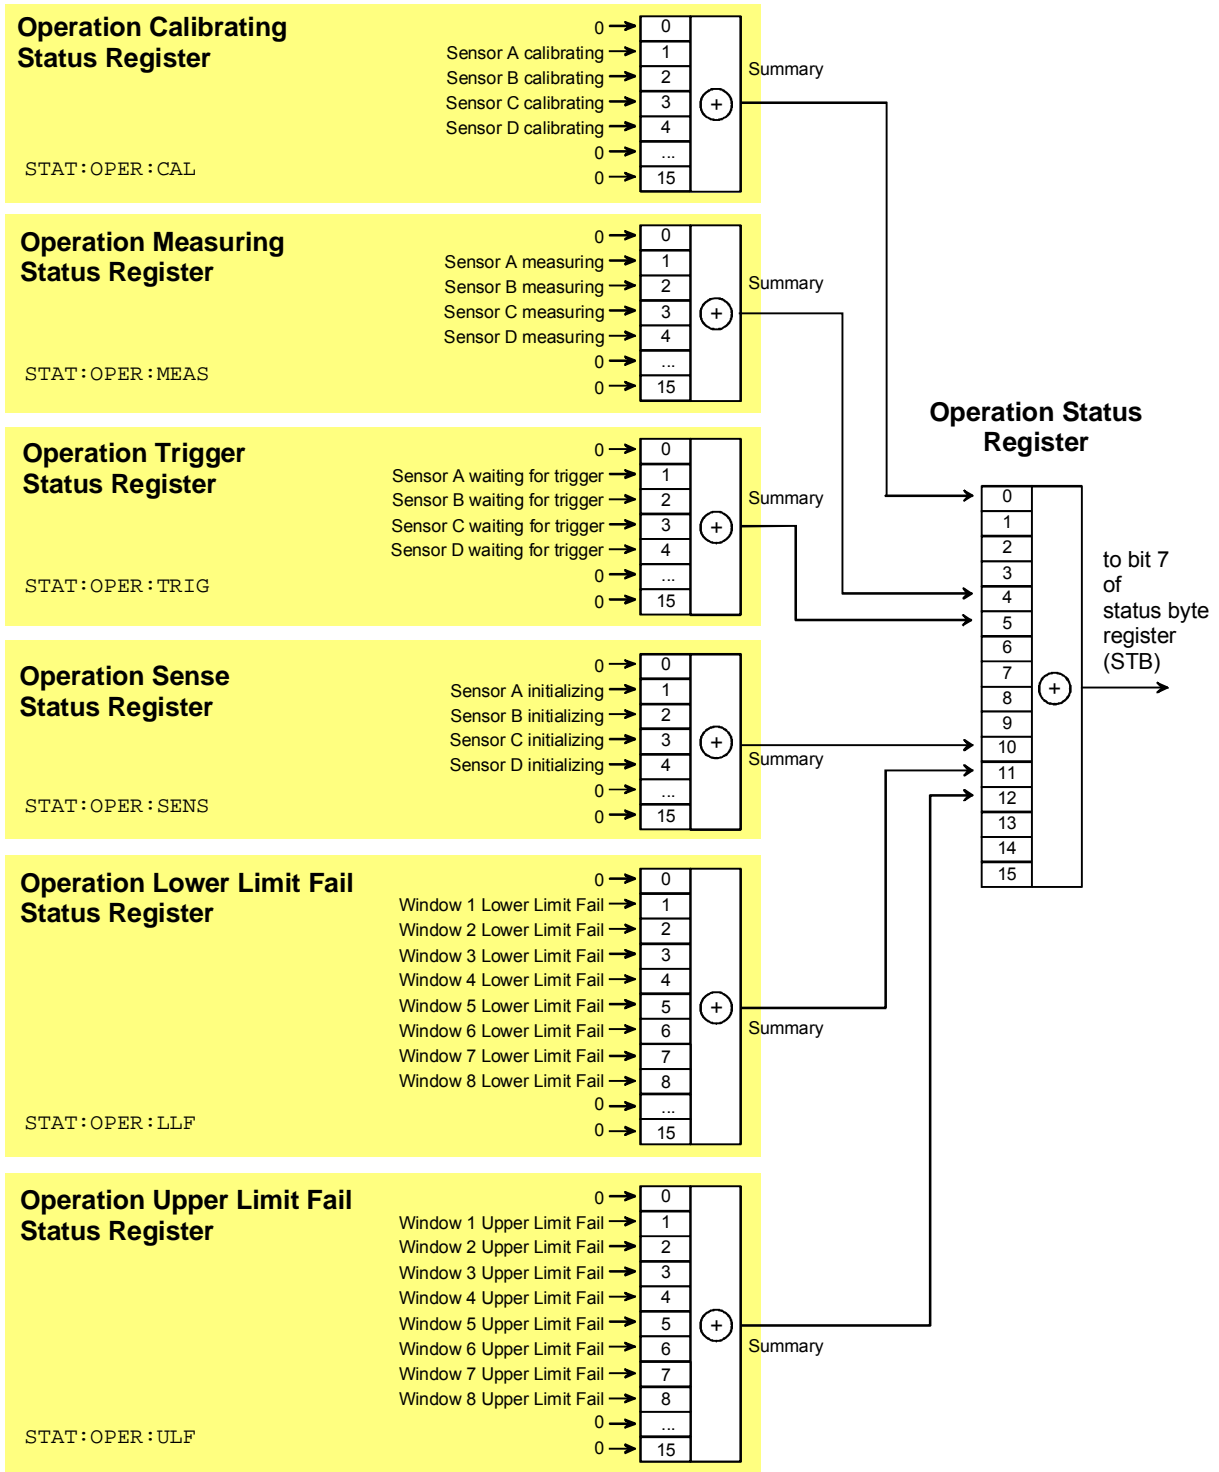 Operation Calibrating
Status Register
0 → 0
Sensor A calibrating → 1
Sensor B calibrating → 2
Sensor C calibrating → 3
Sensor D calibrating → 4
0 → ...
0 → 15
+
Summary
STAT:OPER:CAL
Operation Measuring
Status Register
0 → 0
Sensor A measuring → 1
Sensor B measuring → 2
Sensor C measuring → 3
Sensor D measuring → 4
0 → ...
0 → 15
+
Summary
STAT:OPER:MEAS
Operation Trigger
Status Register
0 → 0
Sensor A waiting for trigger → 1
Sensor B waiting for trigger → 2
Sensor C waiting for trigger → 3
Sensor D waiting for trigger → 4
0 → ...
0 → 15
+
Summary
STAT:OPER:TRIG
Operation Sense
Status Register
0 → 0
Sensor A initializing → 1
Sensor B initializing → 2
Sensor C initializing → 3
Sensor D initializing → 4
0 → ...
0 → 15
+
Summary
STAT:OPER:SENS
Operation Lower Limit Fail
Status Register
0 → 0
Window 1 Lower Limit Fail → 1
Window 2 Lower Limit Fail → 2
Window 3 Lower Limit Fail → 3
Window 4 Lower Limit Fail → 4
Window 5 Lower Limit Fail → 5
Window 6 Lower Limit Fail → 6
Window 7 Lower Limit Fail → 7
Window 8 Lower Limit Fail → 8
0 → ...
0 → 15
+
Summary
STAT:OPER:LLF
Operation Upper Limit Fail
Status Register
0 → 0
Window 1 Upper Limit Fail → 1
Window 2 Upper Limit Fail → 2
Window 3 Upper Limit Fail → 3
Window 4 Upper Limit Fail → 4
Window 5 Upper Limit Fail → 5
Window 6 Upper Limit Fail → 6
Window 7 Upper Limit Fail → 7
Window 8 Upper Limit Fail → 8
0 → ...
0 → 15
+
Summary
STAT:OPER:ULF
Operation Status
Register
0
1
2
3
4
5
6
7
8
9
10
11
12
13
14
15
+
to bit 7
of
status byte
register
(STB)